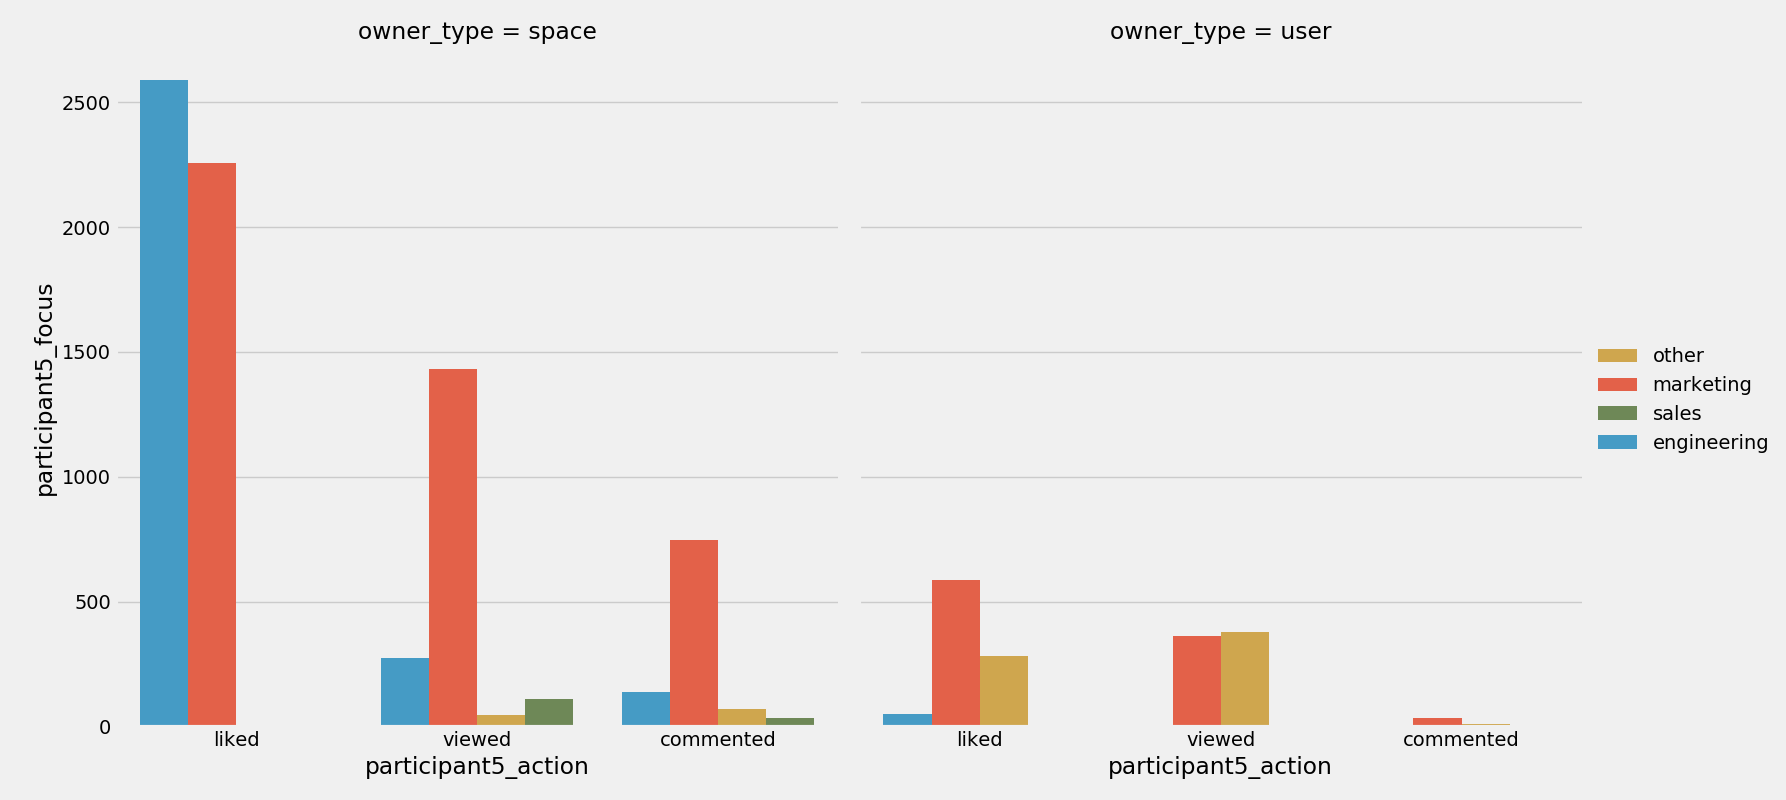 owner_type = space
owner_type = user
participant5_focus
2500
2000
1500
1000
500
0
liked
viewed
commented
liked
viewed
commented
participant5_action
participant5_action
other
marketing
sales
engineering